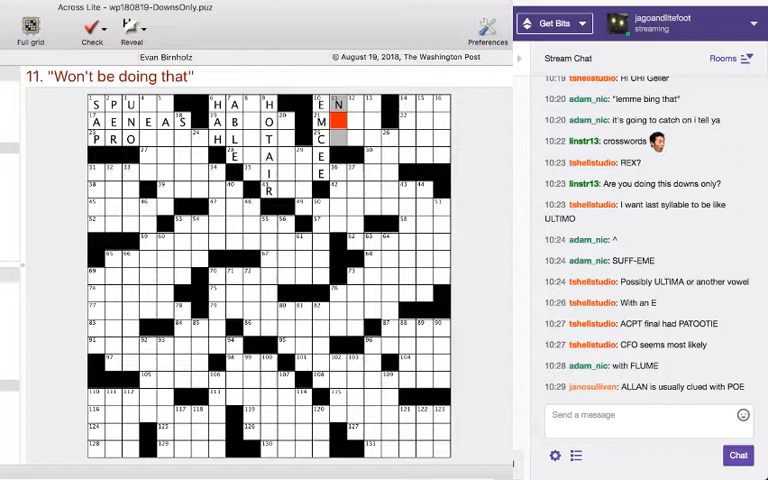 Across Lite - wp180819-DownsOnly.puz
Full grid
Check
Reveal
Preferences
Evan Birnholz
© August 19, 2018, The Washington Post
11. "Won't be doing that"
S P U H A H E N
A E N E A S A B O M
P R O H L T C
E A E
I E
R
Get Bits
jagoandlitefoot
streaming
Stream Chat
Rooms
10:19 tshellstudio: Hi URI Geller
10:20 adam_nic: "lemme bing that"
10:20 adam_nic: it's going to catch on i tell ya
10:22 linstr13: crosswords
10:23 tshellstudio: REX?
10:23 linstr13: Are you doing this downs only?
10:23 tshellstudio: I want last syllable to be like
ULTIMO
10:24 adam_nic: ^
10:24 adam_nic: SUFF-EME
10:24 tshellstudio: Possibly ULTIMA or another vowel
10:26 tshellstudio: With an E
10:27 tshellstudio: ACPT final had PATOOTIE
10:27 tshellstudio: CFO seems most likely
10:28 adam_nic: with FLUME
10:29 janosullivan: ALLAN is usually clued with POE
Send a message
Chat